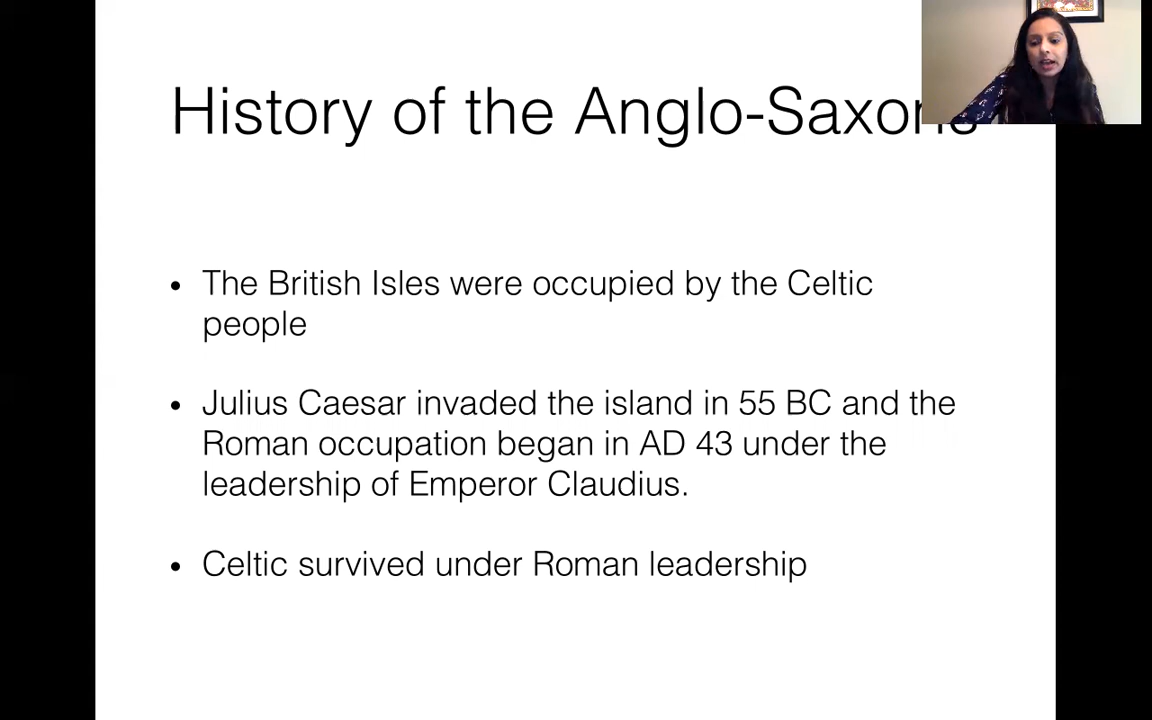 History of the Anglo-Saxons
• The British Isles were occupied by the Celtic
people
• Julius Caesar invaded the island in 55 BC and the
Roman occupation began in AD 43 under the
leadership of Emperor Claudius.
• Celtic survived under Roman leadership